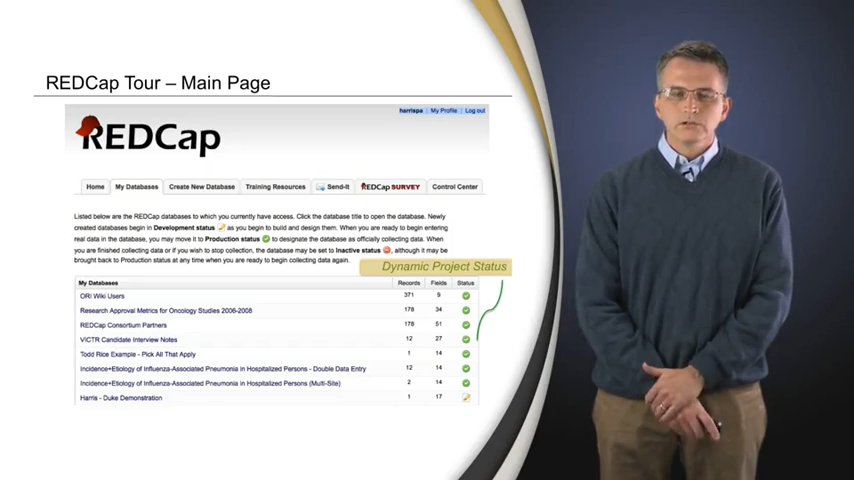 REDCap Tour – Main Page
harrispa | My Profile | Log out
REDCap
Home My Databases Create New Database Training Resources Send-It REDCap SURVEY Control Center
Listed below are the REDCap databases to which you currently have access. Click the database title to open the database. Newly
created databases begin in Development status as you begin to build and design them. When you are ready to begin entering
real data in the database, you may move it to Production status to designate the database as officially collecting data. When
you are finished collecting data or if you wish to stop collection, the database may be set to Inactive status , although it may be
brought back to Production status at any time when you are ready to begin collecting data again.
Dynamic Project Status
My Databases Records Fields Status
ORI Wiki Users 371 9
Research Approval Metrics for Oncology Studies 2006-2008 178 34
REDCap Consortium Partners 178 51
VICTR Candidate Interview Notes 12 27
Todd Rice Example - Pick All That Apply 1 14
Incidence+Etiology of Influenza-Associated Pneumonia in Hospitalized Persons - Double Data Entry 12 14
Incidence+Etiology of Influenza-Associated Pneumonia in Hospitalized Persons (Multi-Site) 2 14
Harris - Duke Demonstration 1 17